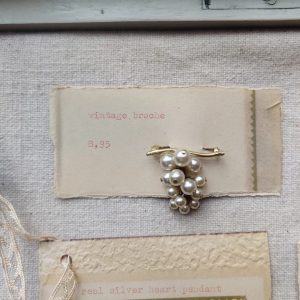 vintage broche
8,95
real silver heart pendant